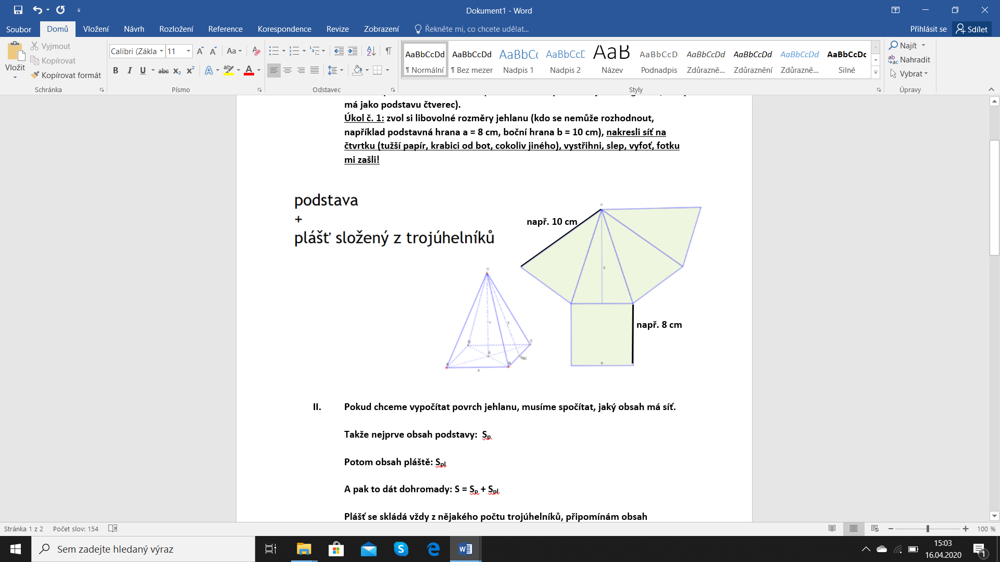 Dokument1 - Word
Soubor Domů Vložení Návrh Rozložení Reference Korespondence Revize Zobrazení Řekněte mi, co chcete udělat... Přihlásit se Sdílet
Vložit
Vyjmout
Kopírovat
Kopírovat formát
Schránka
Calibri (Zákla 11
Písmo
Odstavec
AaBbCcDd AaBbCcDd AaBbCc AaBbCcC AaB AaBbCcD AaBbCcDd AaBbCcDd AaBbCcDd AaBbCcDc
¶ Normální ¶ Bez mezer Nadpis 1 Nadpis 2 Název Podnadpis Zdůrazně... Zdůraznění Zdůrazně... Silné
Styly
Najít
Nahradit
Vybrat
Úpravy
má jako podstavu čtverec).
Úkol č. 1: zvol si libovolné rozměry jehlanu (kdo se nemůže rozhodnout,
například podstavná hrana a = 8 cm, boční hrana b = 10 cm), nakresli síť na
čtvrtku (tužší papír, krabici od bot, cokoliv jiného), vystřihni, slep, vyfoť, fotku
mi zašli!
podstava
+
plášť složený z trojúhelníků
např. 10 cm
např. 8 cm
II. Pokud chceme vypočítat povrch jehlanu, musíme spočítat, jaký obsah má síť.
Takže nejprve obsah podstavy: Sp
Potom obsah pláště: Spl
A pak to dát dohromady: S = Sp + Spl
Plášť se skládá vždy z nějakého počtu trojúhelníků, připomínám obsah
Stránka 1 z 2 Počet slov: 154 100 %
Sem zadejte hledaný výraz
15:03
16.04.2020
1